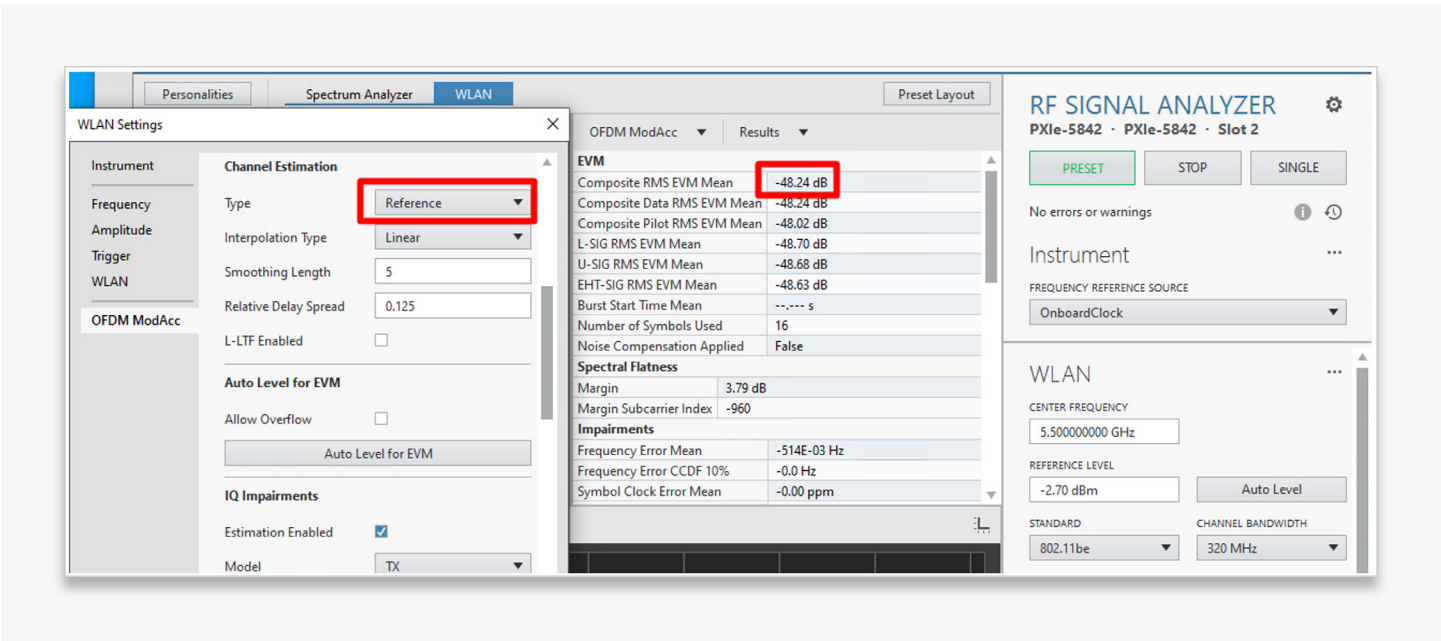 Personalities
Spectrum Analyzer
WLAN
Preset Layout
WLAN Settings
Instrument
Frequency
Amplitude
Trigger
WLAN
OFDM ModAcc
Channel Estimation
Type Reference
Interpolation Type Linear
Smoothing Length 5
Relative Delay Spread 0.125
L-LTF Enabled
Auto Level for EVM
Allow Overflow
Auto Level for EVM
IQ Impairments
Estimation Enabled
Model TX
OFDM ModAcc Results
EVM
Composite RMS EVM Mean -48.24 dB
Composite Data RMS EVM Mean -48.24 dB
Composite Pilot RMS EVM Mean -48.02 dB
L-SIG RMS EVM Mean -48.70 dB
U-SIG RMS EVM Mean -48.68 dB
EHT-SIG RMS EVM Mean -48.63 dB
Burst Start Time Mean --.--- s
Number of Symbols Used 16
Noise Compensation Applied False
Spectral Flatness
Margin 3.79 dB
Margin Subcarrier Index -960
Impairments
Frequency Error Mean -514E-03 Hz
Frequency Error CCDF 10% -0.0 Hz
Symbol Clock Error Mean -0.00 ppm
RF SIGNAL ANALYZER
PXIe-5842 · PXIe-5842 · Slot 2
PRESET STOP SINGLE
No errors or warnings
Instrument
FREQUENCY REFERENCE SOURCE
OnboardClock
WLAN
CENTER FREQUENCY
5.500000000 GHz
REFERENCE LEVEL
-2.70 dBm Auto Level
STANDARD CHANNEL BANDWIDTH
802.11be 320 MHz